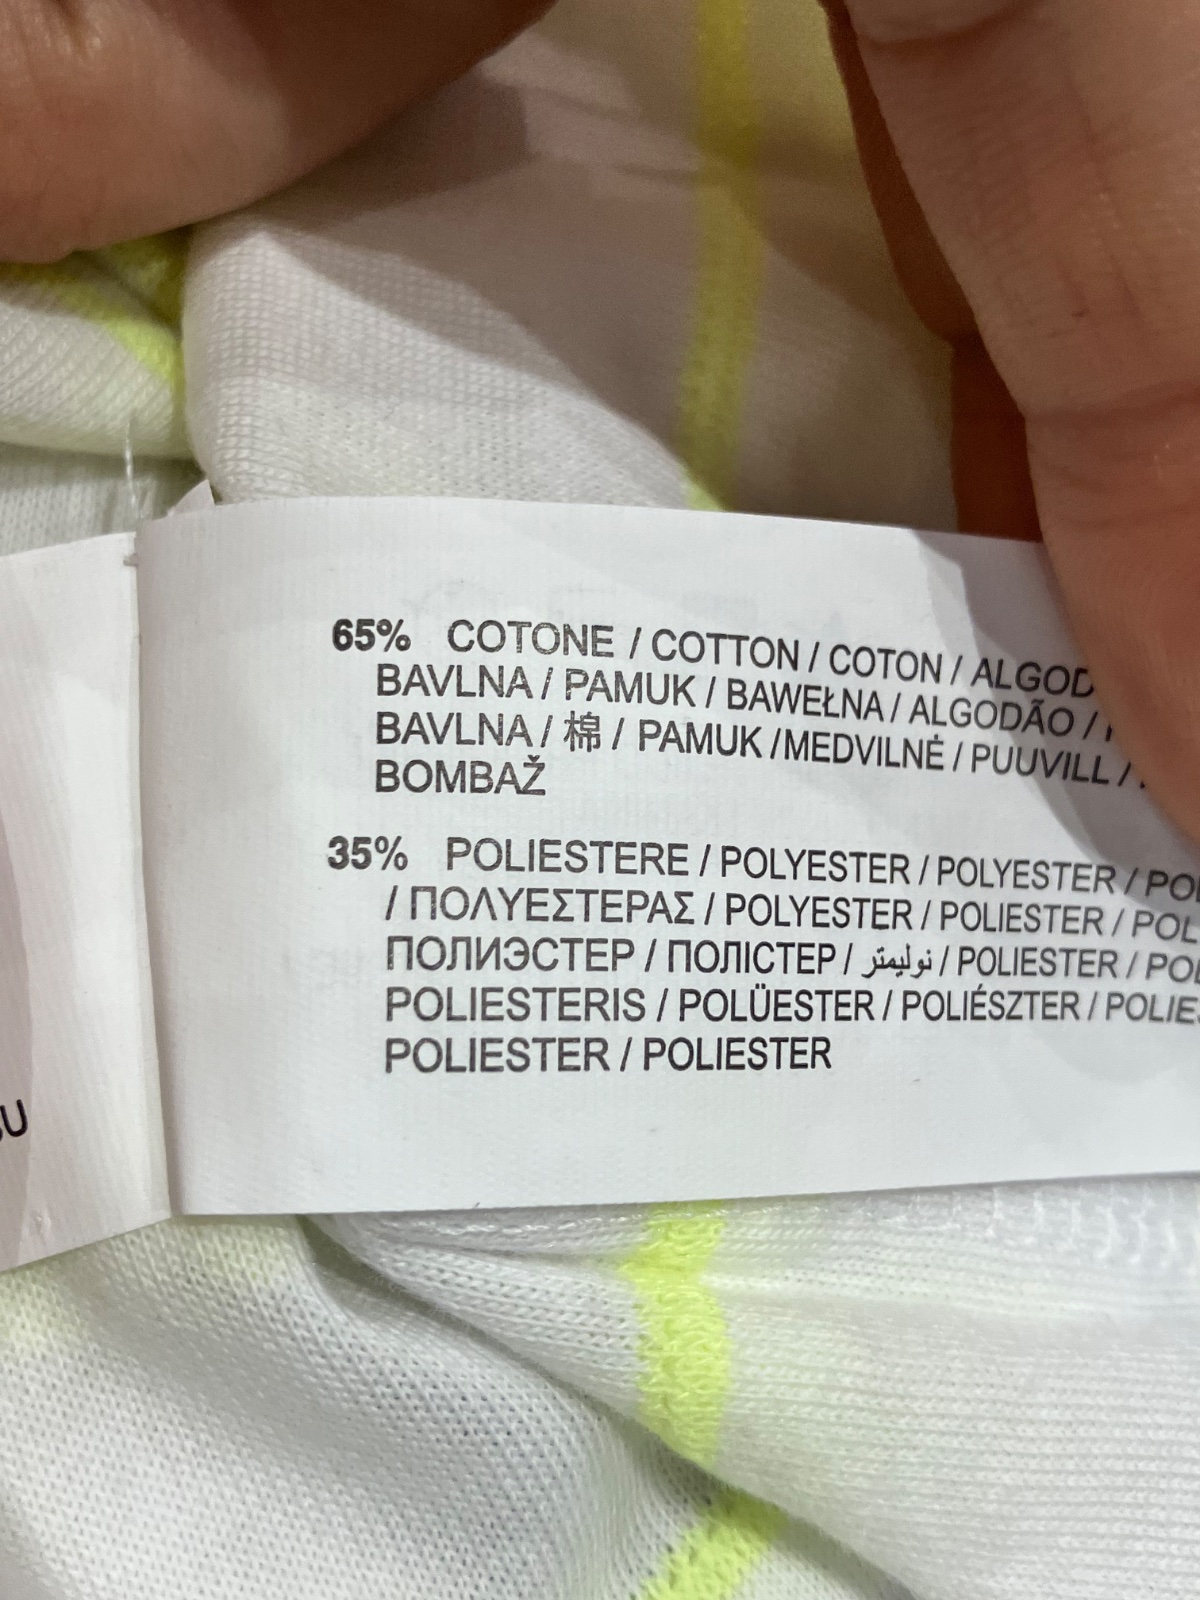 65% COTONE / COTTON / COTON / ALGOD
BAVLNA / PAMUK / BAWEŁNA / ALGODÃO /
BAVLNA / 棉 / PAMUK /MEDVILNĖ / PUUVILL /
BOMBAŽ
35% POLIESTERE / POLYESTER / POLYESTER /
/ ΠΟΛΥΕΣΤΕΡΑΣ / POLYESTER / POLIESTER /
ПОЛИЭСТЕР / ПОЛІСТЕР / / POLIESTER /
POLIESTERIS / POLÜESTER / POLIÉSZTER /
POLIESTER / POLIESTER